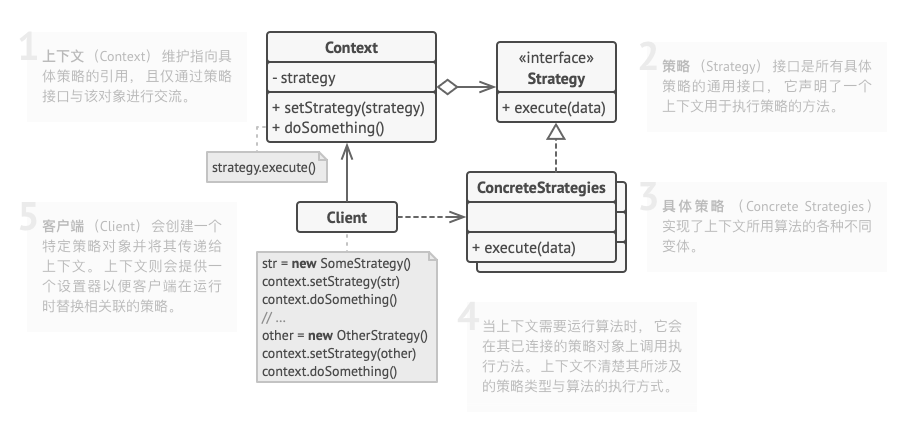 1
上下文（Context）维护指向具
体策略的引用，且仅通过策略
接口与该对象进行交流。
Context
- strategy
+ setStrategy(strategy)
+ doSomething()
strategy.execute()
«interface»
Strategy
+ execute(data)
2
策略（Strategy）接口是所有具体
策略的通用接口，它声明了一个
上下文用于执行策略的方法。
ConcreteStrategies
+ execute(data)
3
具体策略（Concrete Strategies）
实现了上下文所用算法的各种不同
变体。
5
客户端（Client）会创建一个
特定策略对象并将其传递给
上下文。上下文则会提供一
个设置器以便客户端在运行
时替换相关联的策略。
Client
str = new SomeStrategy()
context.setStrategy(str)
context.doSomething()
// ...
other = new OtherStrategy()
context.setStrategy(other)
context.doSomething()
4
当上下文需要运行算法时，它会
在其已连接的策略对象上调用执
行方法。上下文不清楚其所涉及
的策略类型与算法的执行方式。